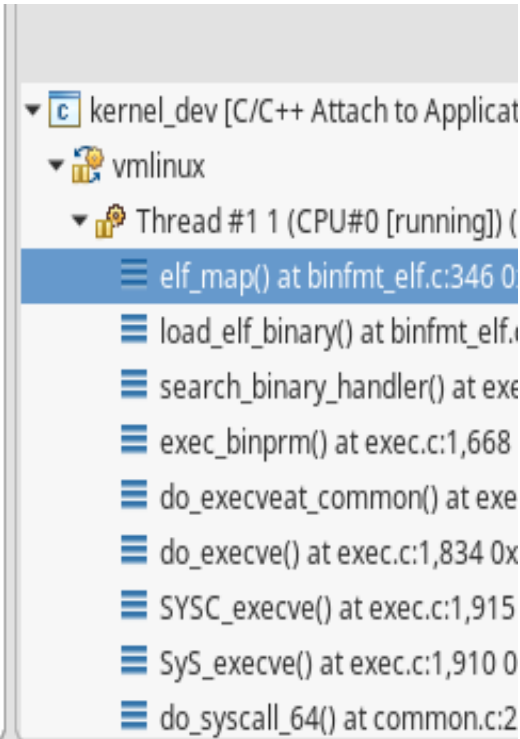 kernel_dev [C/C++ Attach to Applicat
vmlinux
Thread #1 1 (CPU#0 [running]) (
elf_map() at binfmt_elf.c:346 0
load_elf_binary() at binfmt_elf.
search_binary_handler() at exe
exec_binprm() at exec.c:1,668
do_execveat_common() at exe
do_execve() at exec.c:1,834 0x
SYSC_execve() at exec.c:1,915
SyS_execve() at exec.c:1,910 0
do_syscall_64() at common.c:2